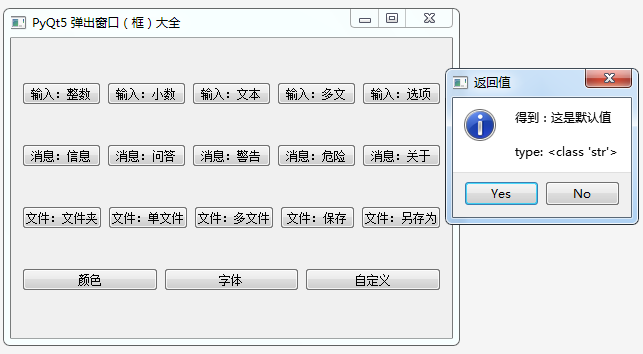 PyQt5 弹出窗口（框）大全
输入：整数 输入：小数 输入：文本 输入：多文 输入：选项
消息：信息 消息：问答 消息：警告 消息：危险 消息：关于
文件：文件夹 文件：单文件 文件：多文件 文件：保存 文件：另存为
颜色 字体 自定义
返回值
得到：这是默认值
type: <class 'str'>
Yes No